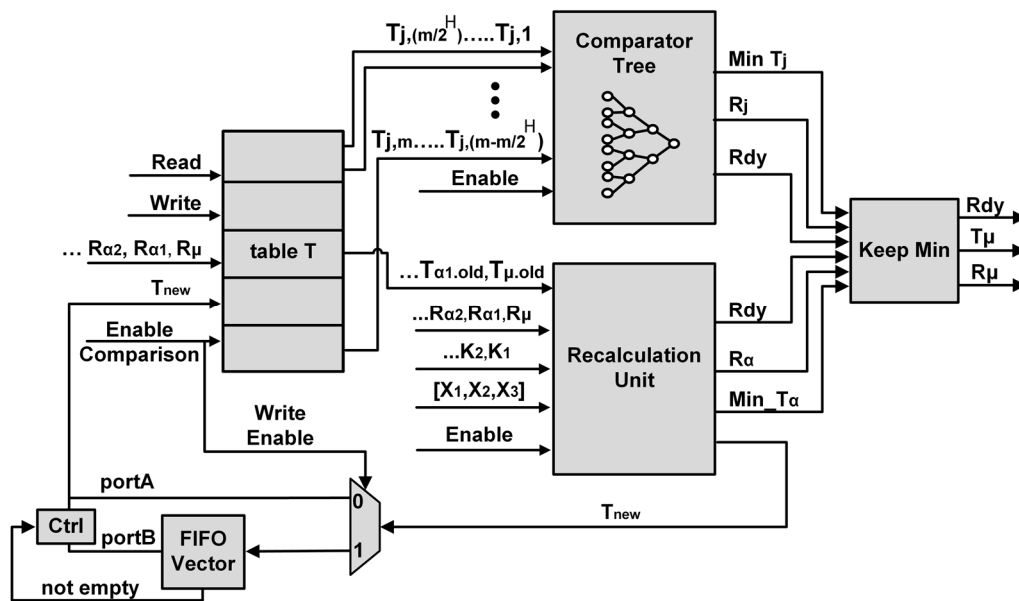 Tj,(m/2^H).....Tj,1
Comparator
Tree
Min Tj
Rj
Tj,m.....Tj,(m-m/2^H)
Read
Enable
Rdy
Write
Rdy
... Rα2, Rα1, Rμ
table T
Keep Min
Tμ
...Tα1.old,Tμ.old
Rμ
Tnew
...Rα2,Rα1,Rμ
Rdy
Enable
Comparison
...K2,K1
Recalculation
Unit
Rα
[X1,X2,X3]
Min_Tα
Write
Enable
Enable
portA
0
Tnew
Ctrl
portB
FIFO
Vector
1
not empty